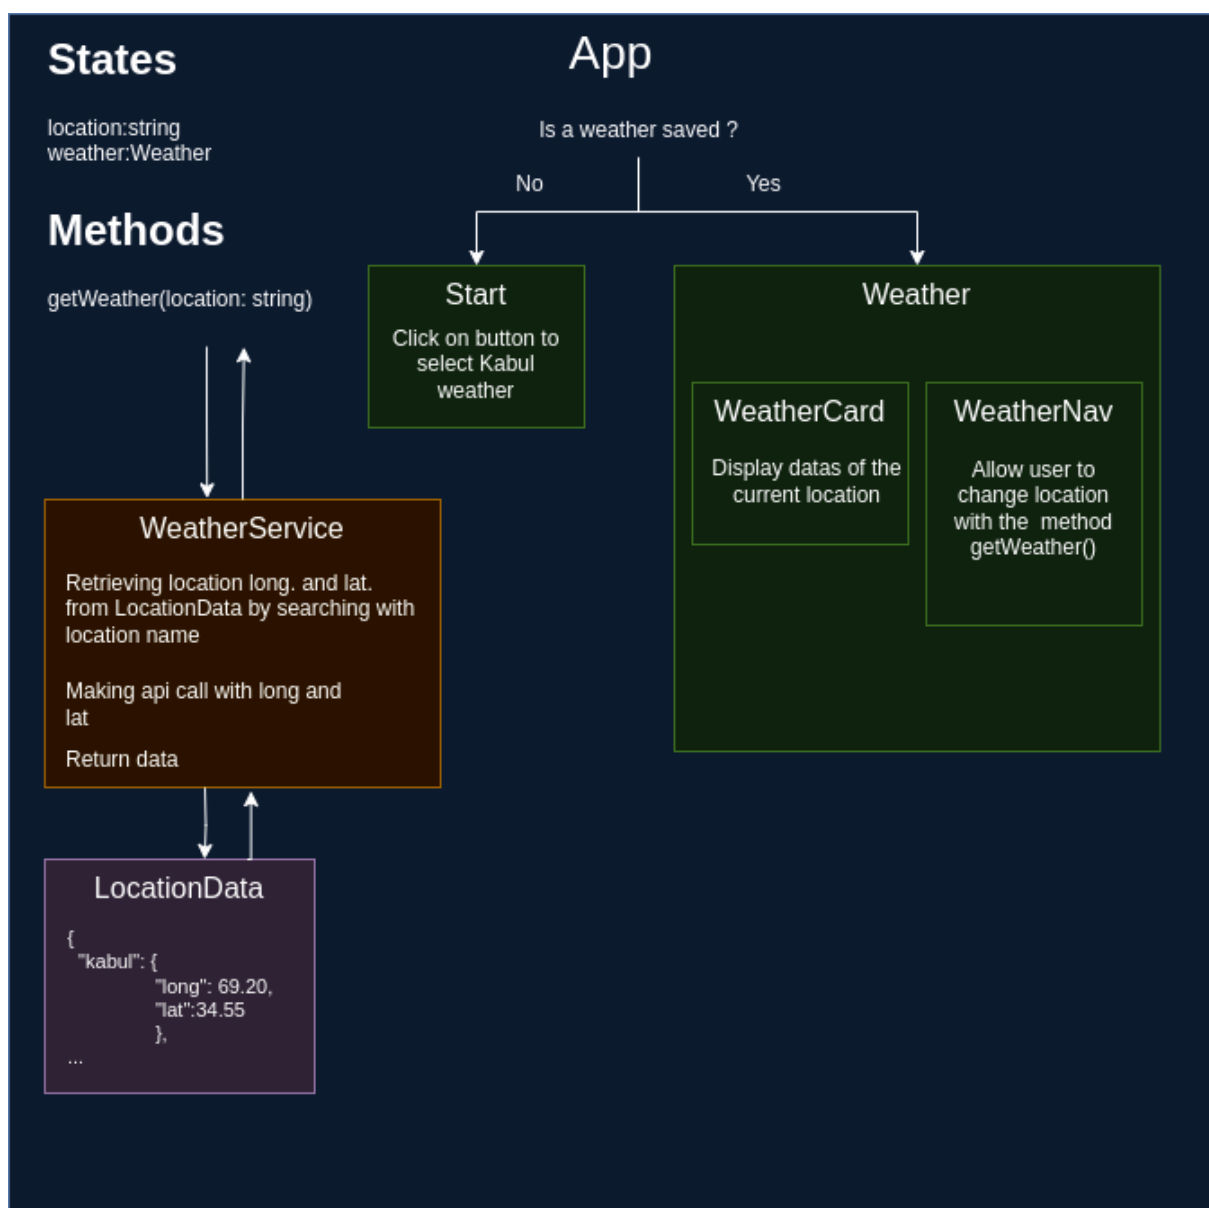 States
location:string
weather:Weather
Methods
getWeather(location: string)
App
Is a weather saved ?
No
Yes
Start
Click on button to
select Kabul
weather
Weather
WeatherCard
Display datas of the
current location
WeatherNav
Allow user to
change location
with the method
getWeather()
WeatherService
Retrieving location long. and lat.
from LocationData by searching with
location name
Making api call with long and
lat
Return data
LocationData
{
"kabul": {
"long": 69.20,
"lat":34.55
},
...